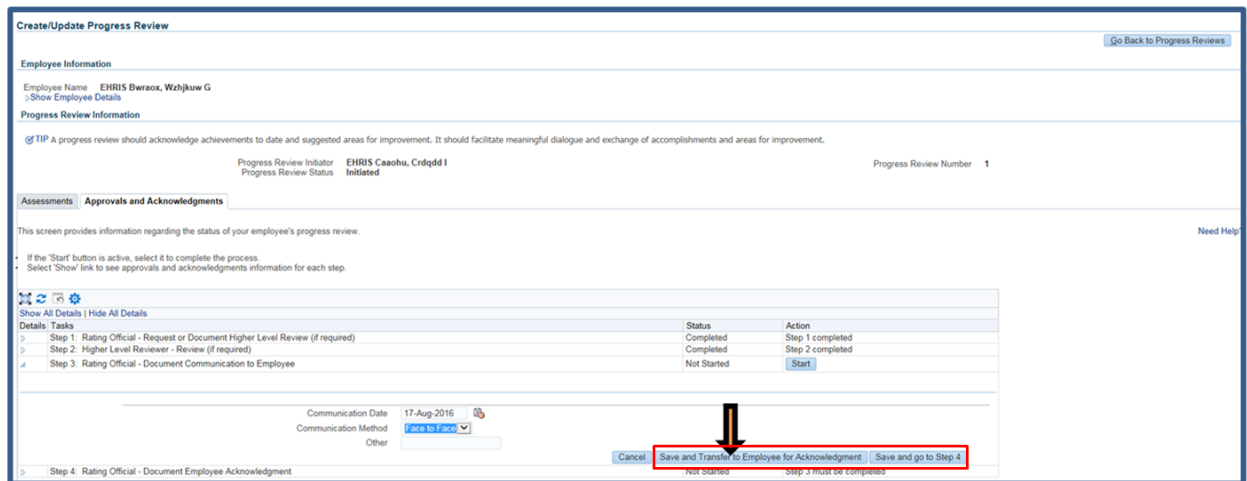 Create/Update Progress Review
Go Back to Progress Reviews
Employee Information
Employee Name EHRIS Bwraox, Wzhjkuw G
Show Employee Details
Progress Review Information
TIP A progress review should acknowledge achievements to date and suggested areas for improvement. It should facilitate meaningful dialogue and exchange of accomplishments and areas for improvement.
Progress Review Initiator EHRIS Caaohu, Crdqdd I Progress Review Number 1
Progress Review Status Initiated
Assessments Approvals and Acknowledgments
This screen provides information regarding the status of your employee's progress review. Need Help?
If the 'Start' button is active, select it to complete the process.
Select 'Show' link to see approvals and acknowledgments information for each step.
Show All Details | Hide All Details
Details Tasks Status Action
Step 1: Rating Official - Request or Document Higher Level Review (if required) Completed Step 1 completed
Step 2: Higher Level Reviewer - Review (if required) Completed Step 2 completed
Step 3: Rating Official - Document Communication to Employee Not Started Start
Communication Date 17-Aug-2016
Communication Method Face to Face
Other
Cancel Save and Transfer to Employee for Acknowledgment Save and go to Step 4
Step 4: Rating Official - Document Employee Acknowledgment Not Started Step 3 must be completed